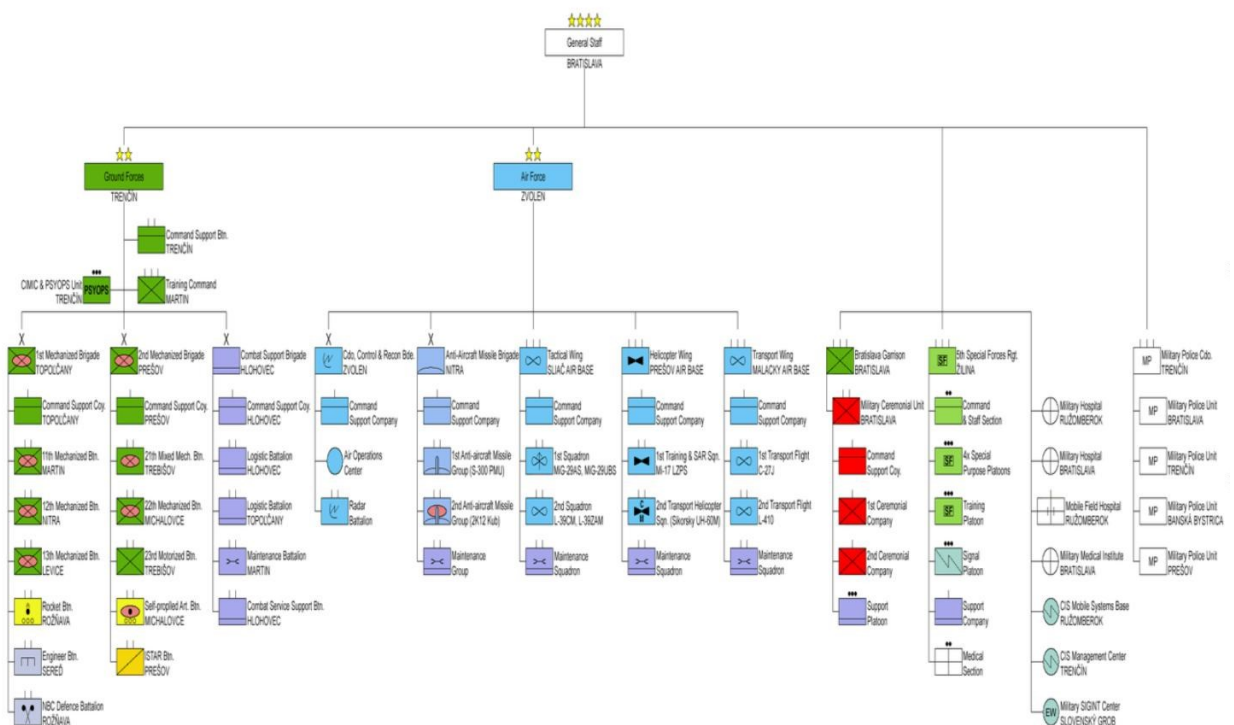 General Staff
BRATISLAVA
Ground Forces
TRENČÍN
Air Force
ZVOLEN
Command Support Btn.
TRENČÍN
CIMIC & PSYOPS Unit
TRENČÍN
PSYOPS
Training Command
MARTIN
1st Mechanized Brigade
TOPOLČANY
Command Support Coy.
TOPOLČANY
11th Mechanized Btn.
MARTIN
12th Mechanized Btn.
NITRA
13th Mechanized Btn.
LEVICE
Rocket Btn.
ROŽŇAVA
Engineer Btn.
SEREĎ
NBC Defence Battalion
ROŽŇAVA
2nd Mechanized Brigade
PREŠOV
Command Support Coy.
PREŠOV
21th Mixed Mech. Btn.
TREBIŠOV
22th Mechanized Btn.
MICHALOVCE
23rd Motorized Btn.
TREBIŠOV
Self-proplled Art. Btn.
MICHALOVCE
ISTAR Btn.
PREŠOV
Combat Support Brigade
HLOHOVEC
Command Support Coy.
HLOHOVEC
Logistic Battalion
HLOHOVEC
Logistic Battalion
TOPOLČANY
Maintenance Battalion
MARTIN
Combat Service Support Btn.
HLOHOVEC
Cdo, Control & Recon Bde.
ZVOLEN
Command
Support Company
Air Operations
Center
Radar
Battalion
Anti-Aircraft Missile Brigade
NITRA
Command
Support Company
1st Anti-aircraft Missile
Group (S-300 PMU)
2nd Anti-aircraft Missile
Group (2K12 Kub)
Maintenance
Group
Tactical Wing
SLIAČ AIR BASE
Command
Support Company
1st Squadron
MiG-29AS, MiG-29UBS
2nd Squadron
L-39CM, L-39ZAM
Maintenance
Squadron
Helicopter Wing
PREŠOV AIR BASE
Command
Support Company
1st Training & SAR Sqn.
Mi-17 LZPS
C
2nd Transport Helicopter
Sqn. (Sikorsky UH-60M)
Maintenance
Squadron
Transport Wing
MALACKY AIR BASE
Command
Support Company
1st Transport Flight
C-27J
2nd Transport Flight
L-410
Maintenance
Squadron
Bratislava Garnison
BRATISLAVA
Military Ceremonial Unit
BRATISLAVA
Command
Support Coy.
1st Ceremonial
Company
2nd Ceremonial
Company
Support
Platoon
SF
5th Special Forces Rgt.
ŽILINA
Command
& Staff Section
SF
4x Special
Purpose Platoons
SF
Training
Platoon
Signal
Platoon
Support
Company
Medical
Section
Military Hospital
RUŽOMBEROK
Military Hospital
BRATISLAVA
Mobile Field Hospital
RUŽOMBEROK
Military Medical Institute
BRATISLAVA
CIS Mobile Systems Base
RUŽOMBEROK
CIS Management Center
TRENČÍN
EW
Military SIGINT Center
SLOVENSKÝ GROB
MP
Military Police Cdo.
TRENČÍN
MP
Military Police Unit
BRATISLAVA
MP
Military Police Unit
TRENČÍN
MP
Military Police Unit
BANSKÁ BYSTRICA
MP
Military Police Unit
PREŠOV